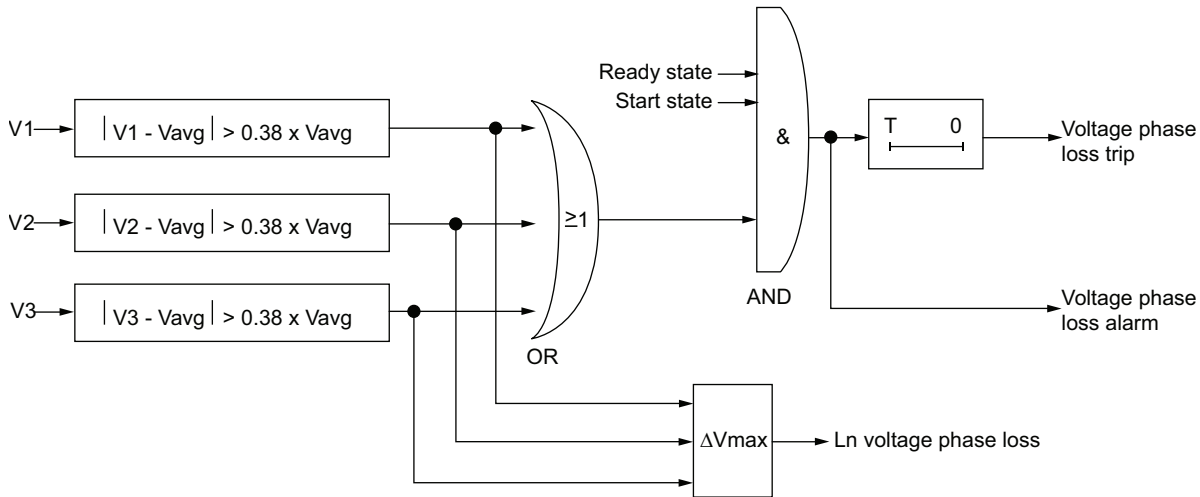 Ready state
Start state
V1
| V1 - Vavg | > 0.38 x Vavg
&
T 0
Voltage phase
loss trip
V2
| V2 - Vavg | > 0.38 x Vavg
≥1
V3
| V3 - Vavg | > 0.38 x Vavg
AND
Voltage phase
loss alarm
OR
ΔVmax
Ln voltage phase loss